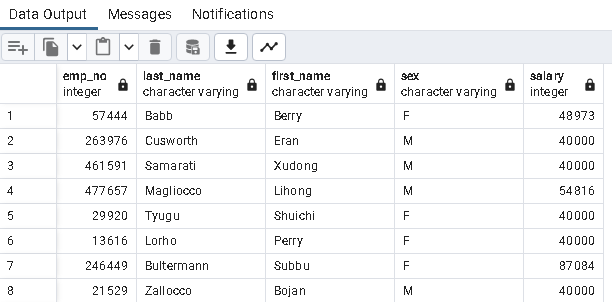 Data Output Messages Notifications
emp_no last_name first_name sex salary
integer character varying character varying character varying integer
1 57444 Babb Berry F 48973
2 263976 Cusworth Eran M 40000
3 461591 Samarati Xudong M 40000
4 477657 Magliocco Lihong M 54816
5 29920 Tyugu Shuichi F 40000
6 13616 Lorho Perry F 40000
7 246449 Bultermann Subbu F 87084
8 21529 Zallocco Bojan M 40000